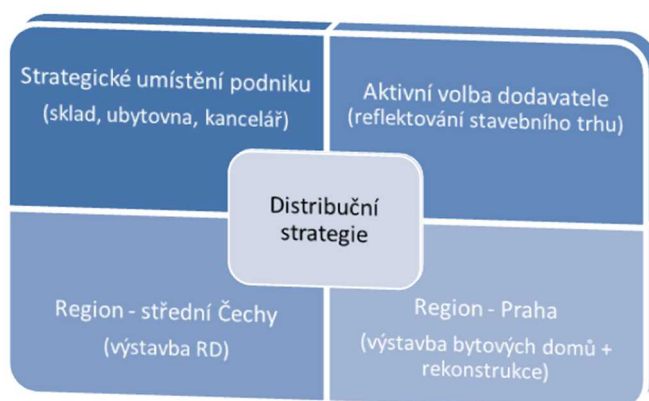 Strategické umístění podniku
(sklad, ubytovna, kancelář)
Aktivní volba dodavatele
(reflektování stavebního trhu)
Distribuční
strategie
Region - střední Čechy
(výstavba RD)
Region - Praha
(výstavba bytových domů +
rekonstrukce)